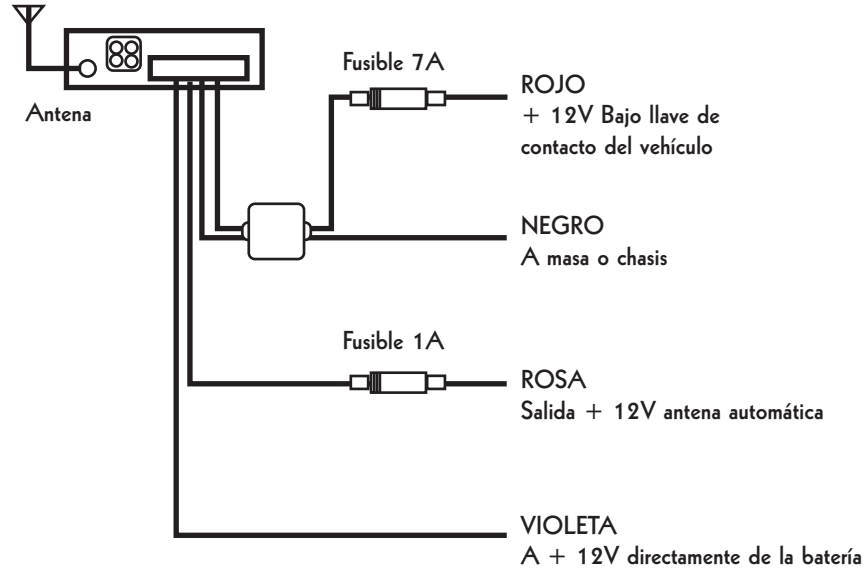 Antena
Fusible 7A
ROJO
+ 12V Bajo llave de
contacto del vehículo
NEGRO
A masa o chasis
Fusible 1A
ROSA
Salida + 12V antena automática
VIOLETA
A + 12V directamente de la batería